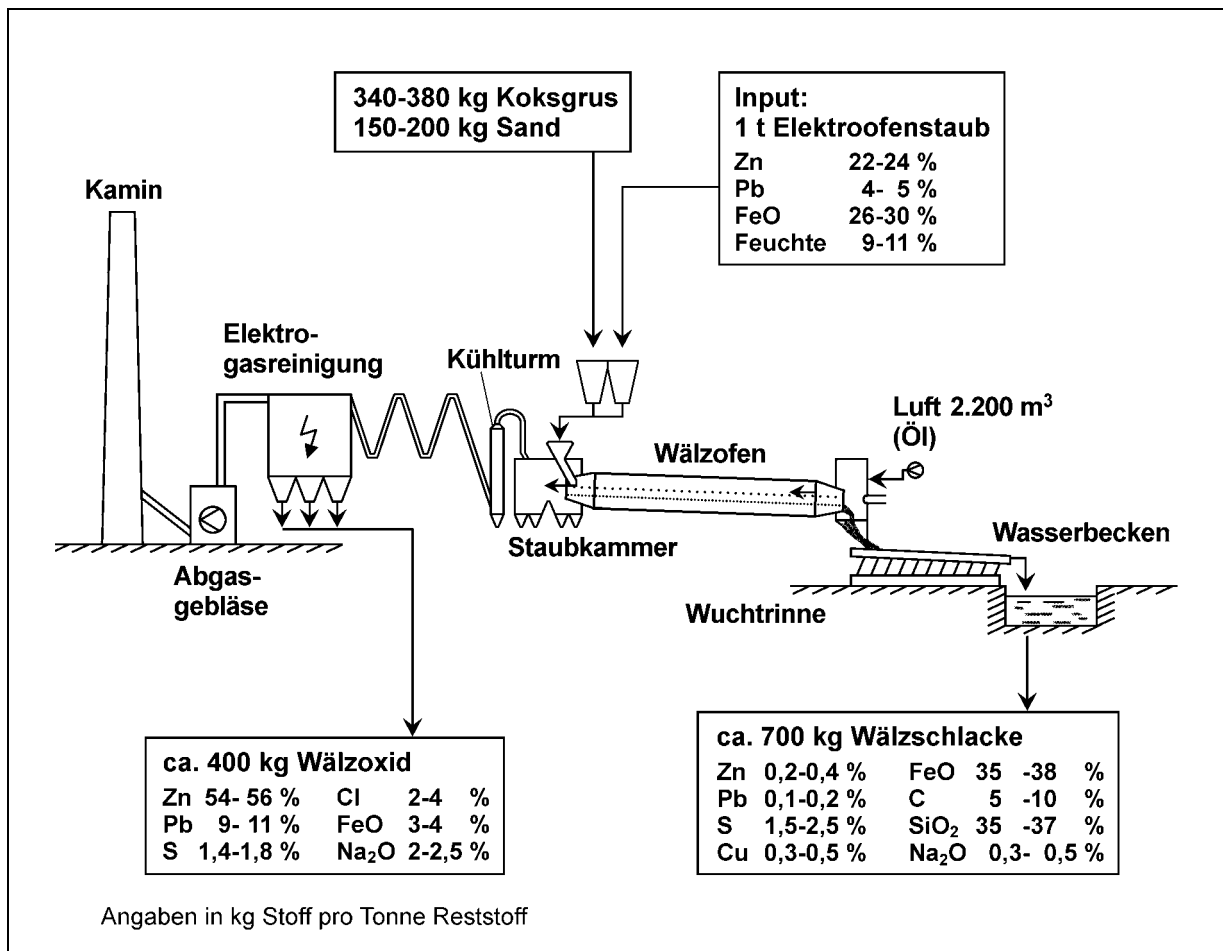 340-380 kg Koksgrus
150-200 kg Sand
Input:
1 t Elektroofenstaub
Zn 22-24 %
Pb 4- 5 %
FeO 26-30 %
Feuchte 9-11 %
Kamin
Elektro-
gasreinigung
Kühlturm
Luft 2.200 m³
(Öl)
Wälzofen
Staubkammer
Wasserbecken
Abgas-
gebläse
Wuchtrinne
ca. 400 kg Wälzoxid
Zn 54- 56 % Cl 2-4 %
Pb 9- 11 % FeO 3-4 %
S 1,4-1,8 % Na₂O 2-2,5 %
ca. 700 kg Wälzschlacke
Zn 0,2-0,4 % FeO 35 -38 %
Pb 0,1-0,2 % C 5 -10 %
S 1,5-2,5 % SiO₂ 35 -37 %
Cu 0,3-0,5 % Na₂O 0,3- 0,5 %
Angaben in kg Stoff pro Tonne Reststoff